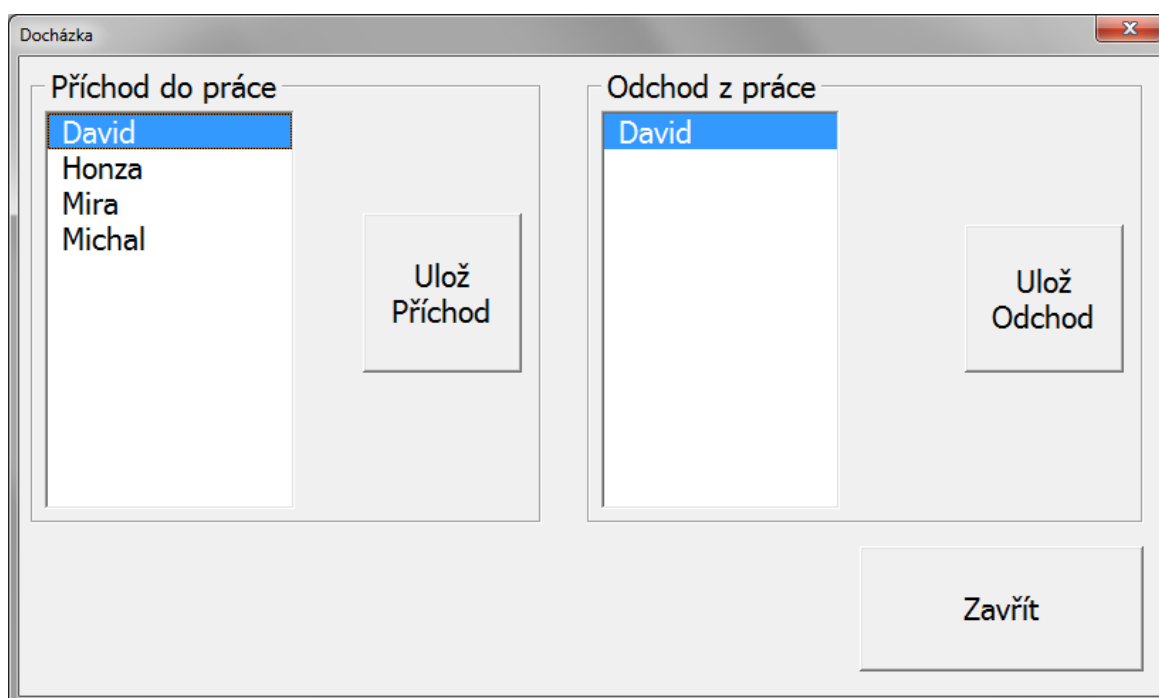 Docházka
Příchod do práce
David
Honza
Mira
Michal
Ulož
Příchod
Odchod z práce
David
Ulož
Odchod
Zavřít